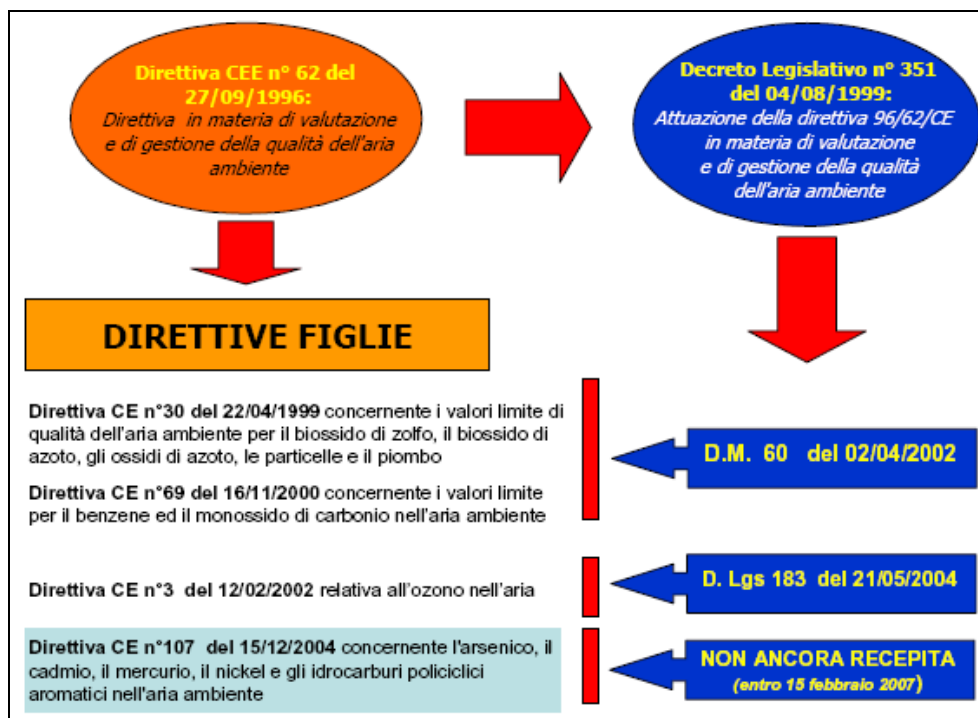 Direttiva CEE n° 62 del
27/09/1996:
Direttiva in materia di valutazione
e di gestione della qualità dell'aria
ambiente
Decreto Legislativo n° 351
del 04/08/1999:
Attuazione della direttiva 96/62/CE
in materia di valutazione
e di gestione della qualità
dell'aria ambiente
DIRETTIVE FIGLIE
Direttiva CE n°30 del 22/04/1999 concernente i valori limite di
qualità dell'aria ambiente per il biossido di zolfo, il biossido di
azoto, gli ossidi di azoto, le particelle e il piombo
Direttiva CE n°69 del 16/11/2000 concernente i valori limite
per il benzene ed il monossido di carbonio nell'aria ambiente
D.M. 60 del 02/04/2002
Direttiva CE n°3 del 12/02/2002 relativa all'ozono nell'aria
D. Lgs 183 del 21/05/2004
Direttiva CE n°107 del 15/12/2004 concernente l'arsenico, il
cadmio, il mercurio, il nickel e gli idrocarburi policiclici
aromatici nell'aria ambiente
NON ANCORA RECEPITA
(entro 15 febbraio 2007)